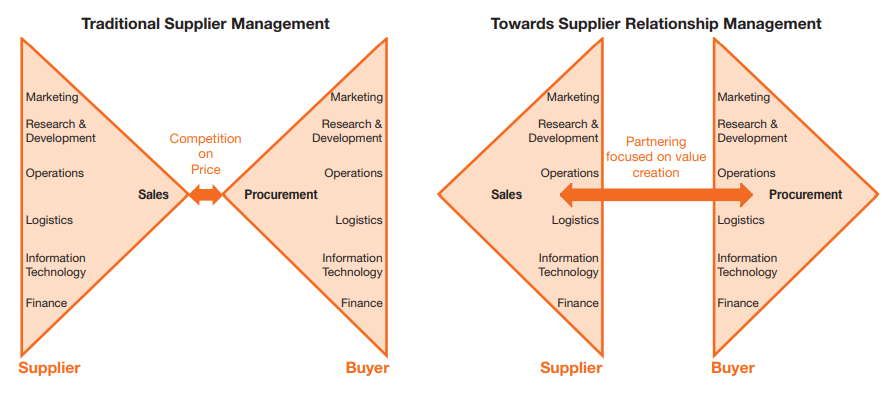 Traditional Supplier Management
Marketing
Research &
Development
Operations
Sales
Logistics
Information
Technology
Finance
Supplier
Competition
on
Price
Marketing
Research &
Development
Operations
Procurement
Logistics
Information
Technology
Finance
Buyer
Towards Supplier Relationship Management
Marketing
Research &
Development
Operations
Sales
Logistics
Information
Technology
Finance
Supplier
Partnering
focused on value
creation
Marketing
Research &
Development
Operations
Procurement
Logistics
Information
Technology
Finance
Buyer